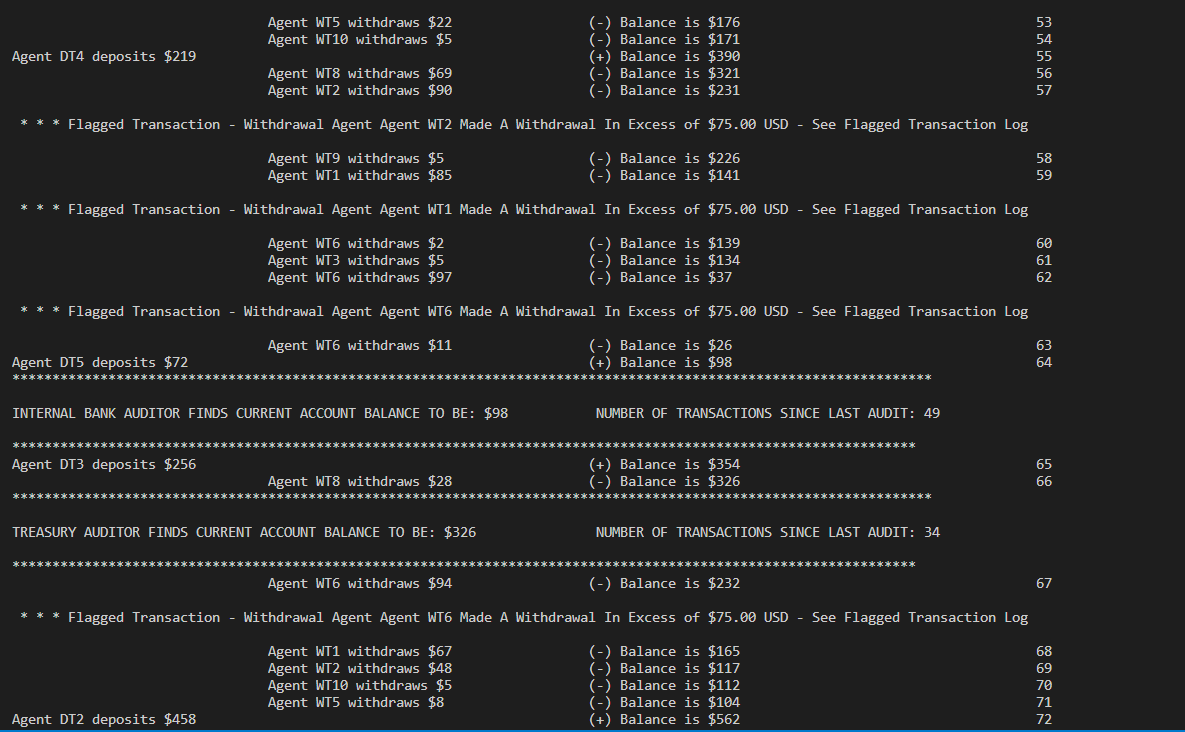 Agent WT5 withdraws $22 (-) Balance is $176 53
Agent WT10 withdraws $5 (-) Balance is $171 54
Agent DT4 deposits $219 (+) Balance is $390 55
Agent WT8 withdraws $69 (-) Balance is $321 56
Agent WT2 withdraws $90 (-) Balance is $231 57
* * * Flagged Transaction - Withdrawal Agent Agent WT2 Made A Withdrawal In Excess of $75.00 USD - See Flagged Transaction Log
Agent WT9 withdraws $5 (-) Balance is $226 58
Agent WT1 withdraws $85 (-) Balance is $141 59
* * * Flagged Transaction - Withdrawal Agent Agent WT1 Made A Withdrawal In Excess of $75.00 USD - See Flagged Transaction Log
Agent WT6 withdraws $2 (-) Balance is $139 60
Agent WT3 withdraws $5 (-) Balance is $134 61
Agent WT6 withdraws $97 (-) Balance is $37 62
* * * Flagged Transaction - Withdrawal Agent Agent WT6 Made A Withdrawal In Excess of $75.00 USD - See Flagged Transaction Log
Agent WT6 withdraws $11 (-) Balance is $26 63
Agent DT5 deposits $72 (+) Balance is $98 64
*******************************************************************************************************************
INTERNAL BANK AUDITOR FINDS CURRENT ACCOUNT BALANCE TO BE: $98 NUMBER OF TRANSACTIONS SINCE LAST AUDIT: 49
*****************************************************************************************************************
Agent DT3 deposits $256 (+) Balance is $354 65
Agent WT8 withdraws $28 (-) Balance is $326 66
*******************************************************************************************************************
TREASURY AUDITOR FINDS CURRENT ACCOUNT BALANCE TO BE: $326 NUMBER OF TRANSACTIONS SINCE LAST AUDIT: 34
*****************************************************************************************************************
Agent WT6 withdraws $94 (-) Balance is $232 67
* * * Flagged Transaction - Withdrawal Agent Agent WT6 Made A Withdrawal In Excess of $75.00 USD - See Flagged Transaction Log
Agent WT1 withdraws $67 (-) Balance is $165 68
Agent WT2 withdraws $48 (-) Balance is $117 69
Agent WT10 withdraws $5 (-) Balance is $112 70
Agent WT5 withdraws $8 (-) Balance is $104 71
Agent DT2 deposits $458 (+) Balance is $562 72